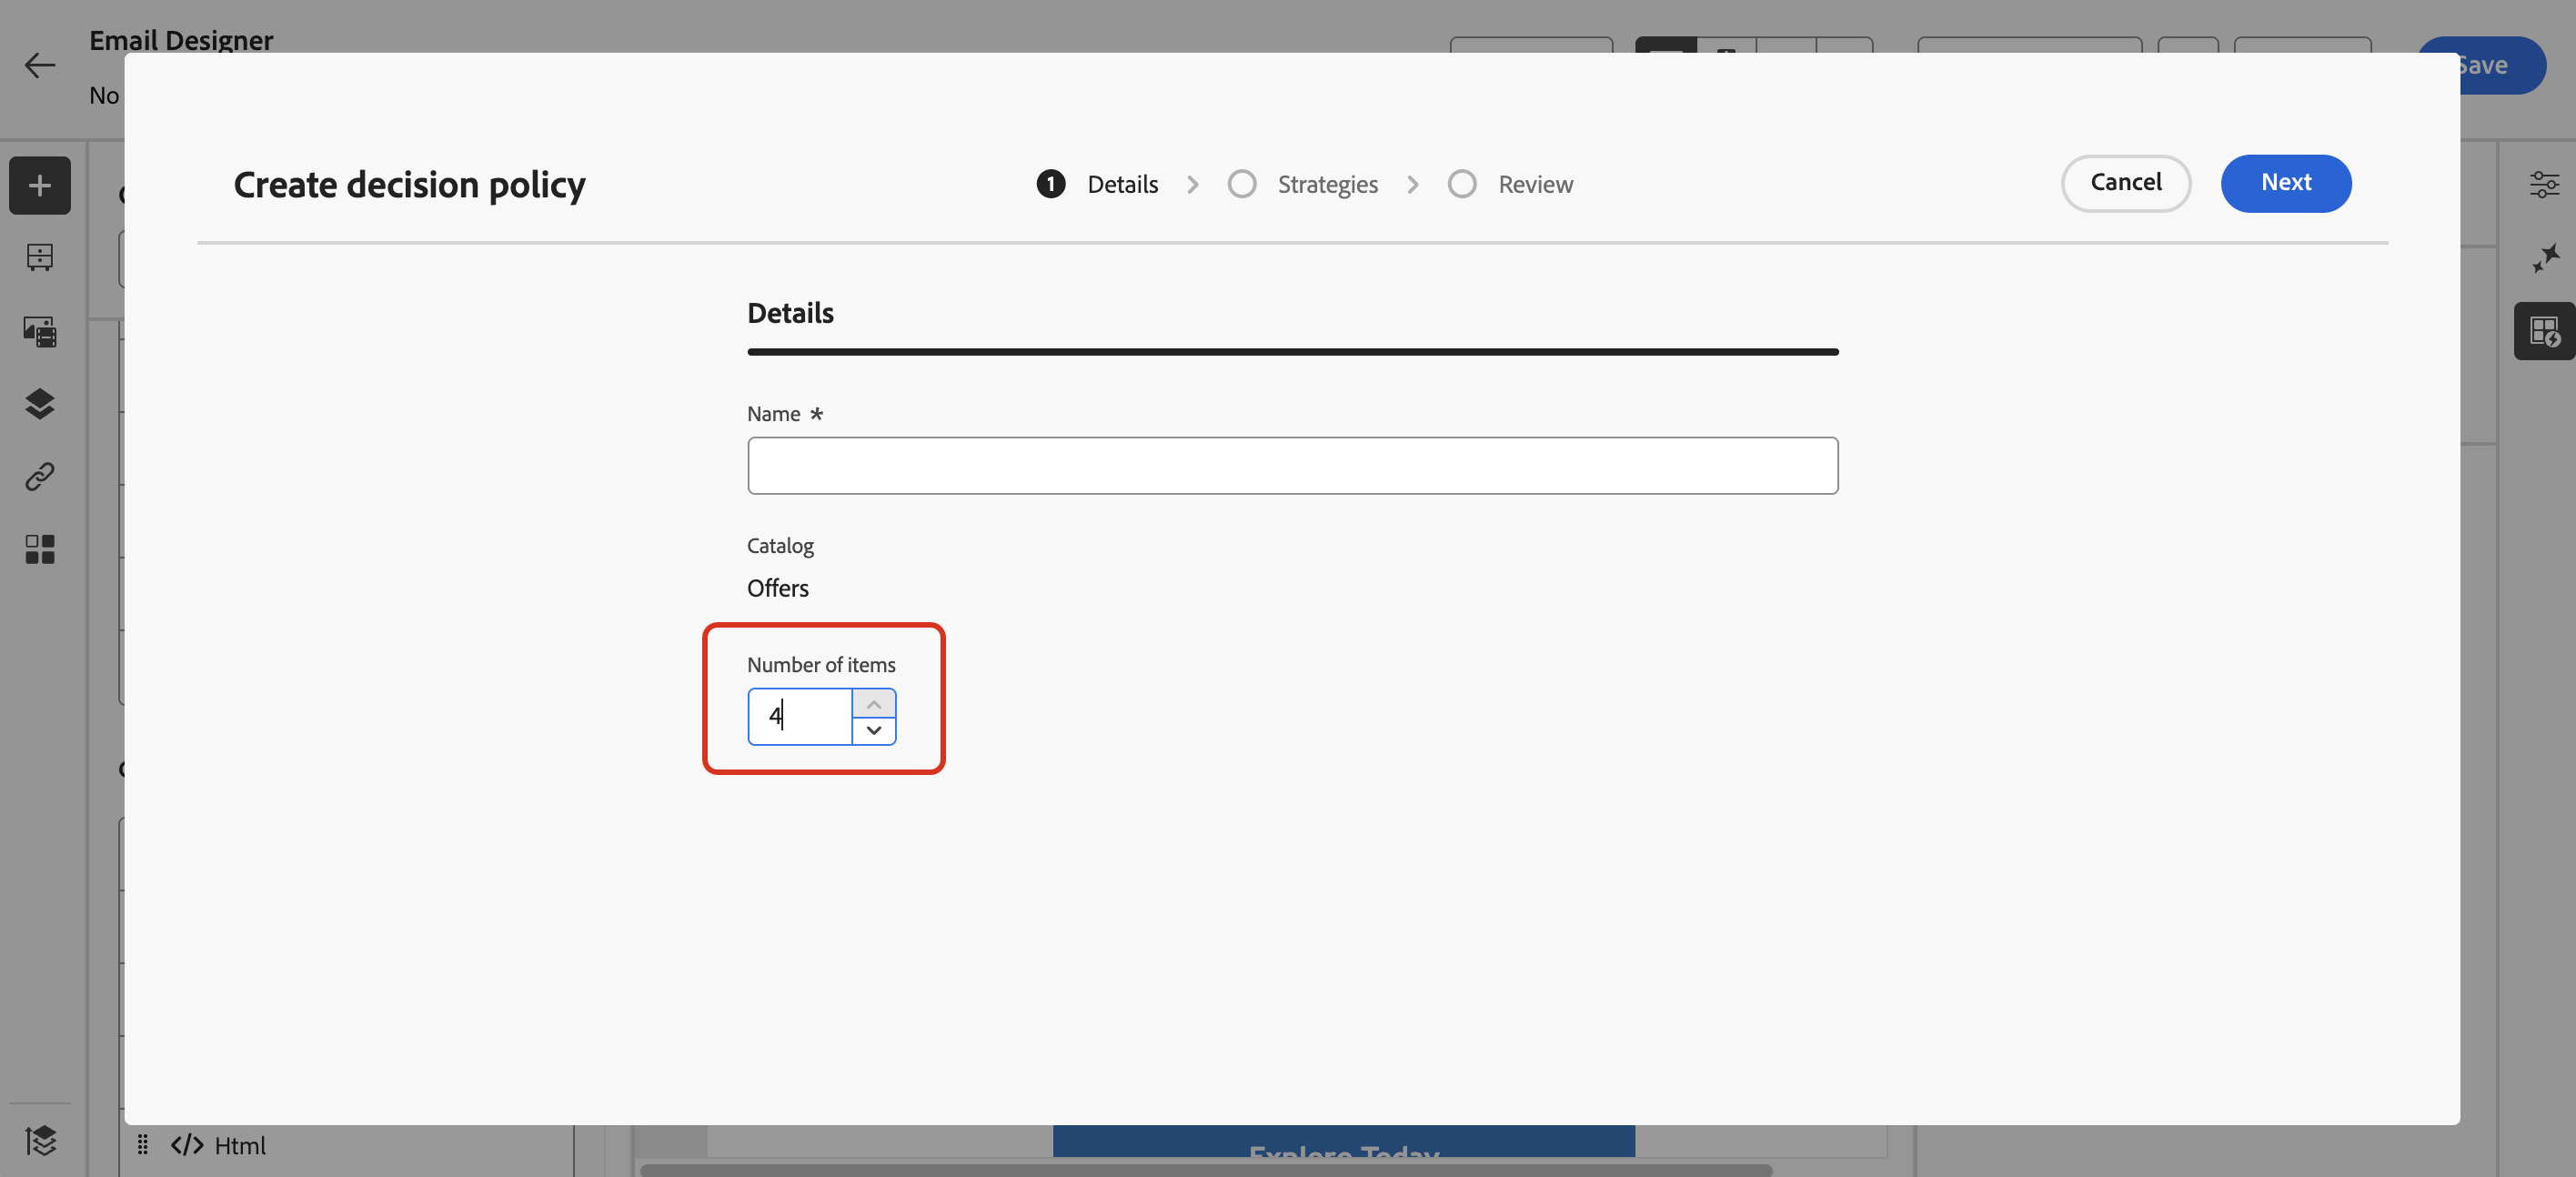 Email Designer
No
Save
Create decision policy
1 Details
Strategies
Review
Cancel
Next
Details
Name *
Catalog
Offers
Number of items
4
Html
Explore Today